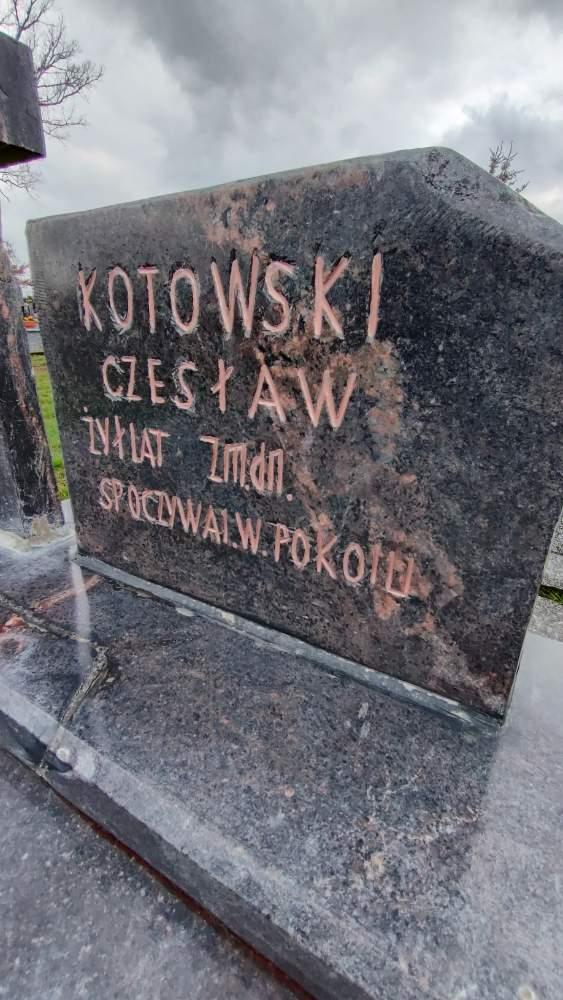 KOTOWSKI
CZESŁAW
ŻYŁ LAT ZM. dn.
SPOCZYWAJ.W.POKOJU